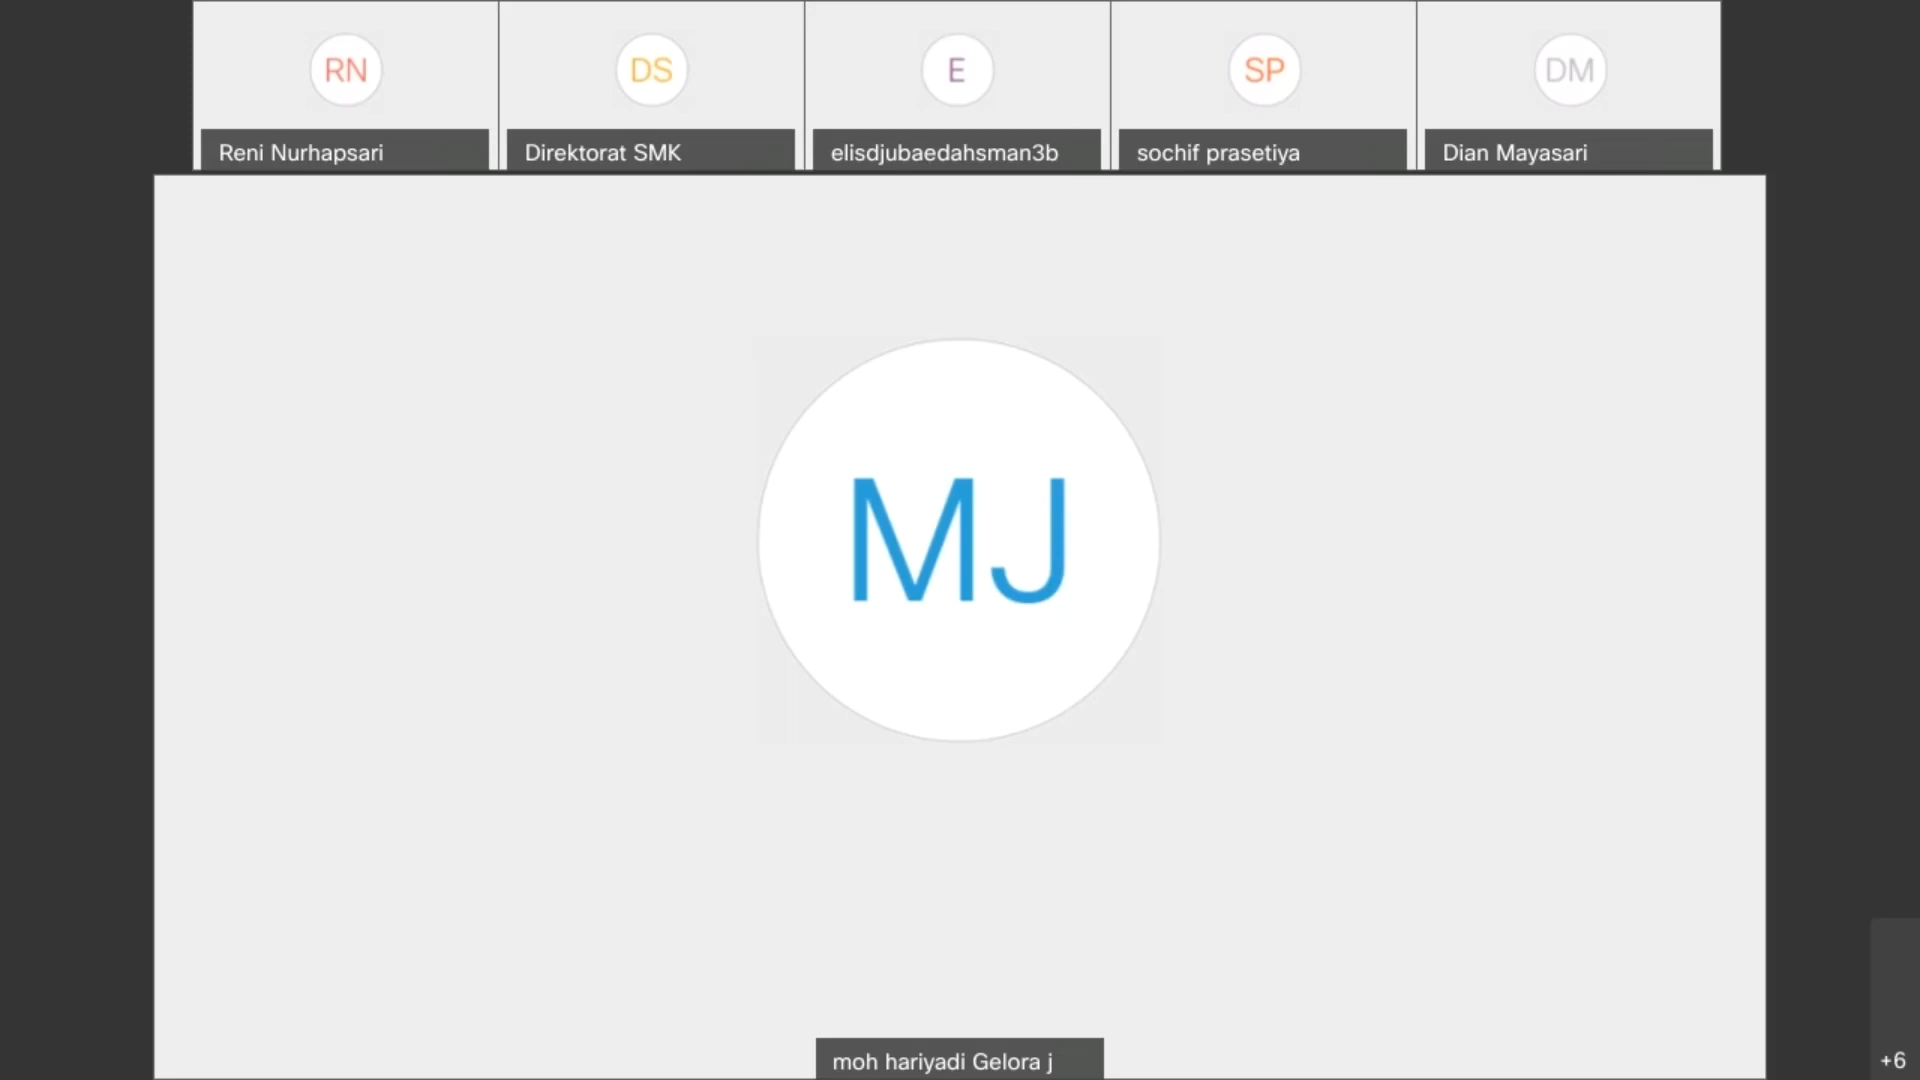 RN
DS
E
SP
DM
Reni Nurhapsari
Direktorat SMK
elisdjubaedahsman3b
sochif prasetiya
Dian Mayasari
MJ
moh hariyadi Gelora j
+6